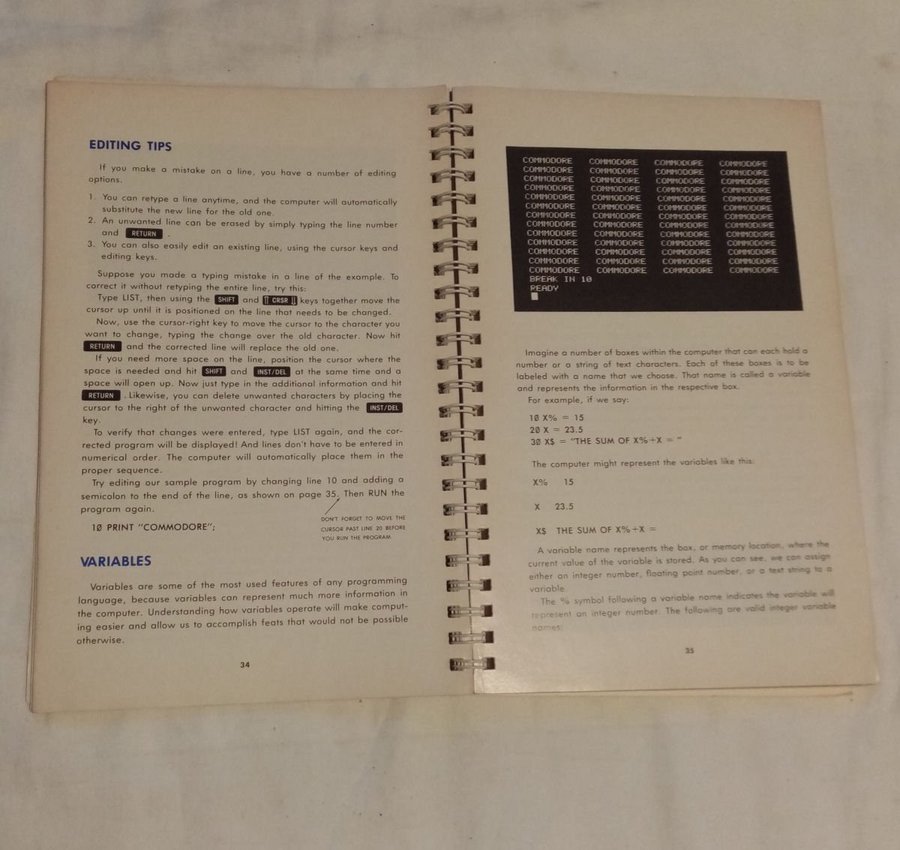 EDITING TIPS
If you make a mistake on a line, you have a number of editing
options.
1. You can retype a line anytime, and the computer will automatically
substitute the new line for the old one.
2. An unwanted line can be erased by simply typing the line number
and RETURN .
3. You can also easily edit an existing line, using the cursor keys and
editing keys.
Suppose you made a typing mistake in a line of the example. To
correct it without retyping the entire line, try this:
Type LIST, then using the SHIFT and ⇧ CRSR ⇩ keys together move the
cursor up until it is positioned on the line that needs to be changed.
Now, use the cursor-right key to move the cursor to the character you
want to change, typing the change over the old character. Now hit
RETURN and the corrected line will replace the old one.
If you need more space on the line, position the cursor where the
space is needed and hit SHIFT and INST/DEL at the same time and a
space will open up. Now just type in the additional information and hit
RETURN . Likewise, you can delete unwanted characters by placing the
cursor to the right of the unwanted character and hitting the INST/DEL
key.
To verify that changes were entered, type LIST again, and the cor-
rected program will be displayed! And lines don't have to be entered in
numerical order. The computer will automatically place them in the
proper sequence.
Try editing our sample program by changing line 10 and adding a
semicolon to the end of the line, as shown on page 35. Then RUN the
program again.
DON'T FORGET TO MOVE THE
CURSOR PAST LINE 20 BEFORE
YOU RUN THE PROGRAM.
10 PRINT "COMMODORE";
VARIABLES
Variables are some of the most used features of any programming
language, because variables can represent much more information in
the computer. Understanding how variables operate will make comput-
ing easier and allow us to accomplish feats that would not be possible
otherwise.
34
COMMODORE COMMODORE COMMODORE COMMODORE
COMMODORE COMMODORE COMMODORE COMMODORE
COMMODORE COMMODORE COMMODORE COMMODORE
COMMODORE COMMODORE COMMODORE COMMODORE
COMMODORE COMMODORE COMMODORE COMMODORE
COMMODORE COMMODORE COMMODORE COMMODORE
COMMODORE COMMODORE COMMODORE COMMODORE
COMMODORE COMMODORE COMMODORE COMMODORE
COMMODORE COMMODORE COMMODORE COMMODORE
COMMODORE COMMODORE COMMODORE COMMODORE
COMMODORE COMMODORE COMMODORE COMMODORE
COMMODORE COMMODORE COMMODORE COMMODORE
COMMODORE COMMODORE COMMODORE COMMODORE
BREAK IN 10
READY
Imagine a number of boxes within the computer that can each hold a
number or a string of text characters. Each of these boxes is to be
labeled with a name that we choose. That name is called a variable
and represents the information in the respective box.
For example, if we say:
10 X% = 15
20 X = 23.5
30 X$ = "THE SUM OF X%+X = "
The computer might represent the variables like this:
X% 15
X 23.5
X$ THE SUM OF X%+X =
A variable name represents the box, or memory location, where the
current value of the variable is stored. As you can see, we can assign
either an integer number, floating point number, or a text string to a
variable.
The % symbol following a variable name indicates the variable will
represent an integer number. The following are valid integer variable
names:
35